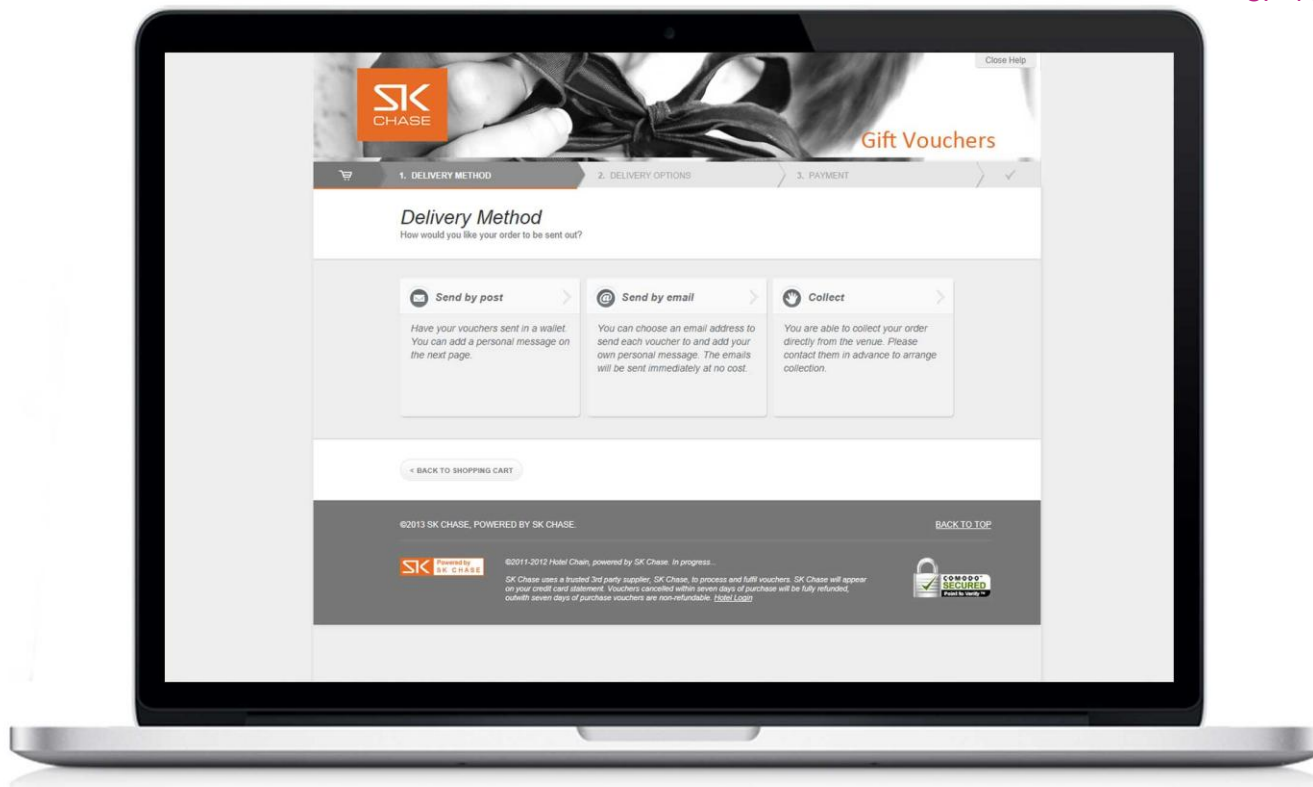 Close Help
SK
CHASE
Gift Vouchers
1. DELIVERY METHOD
2. DELIVERY OPTIONS
3. PAYMENT
Delivery Method
How would you like your order to be sent out?
Send by post
Have your vouchers sent in a wallet.
You can add a personal message on
the next page.
@ Send by email
You can choose an email address to
send each voucher to and add your
own personal message. The emails
will be sent immediately at no cost.
Collect
You are able to collect your order
directly from the venue. Please
contact them in advance to arrange
collection.
< BACK TO SHOPPING CART
©2013 SK CHASE, POWERED BY SK CHASE.
BACK TO TOP
SK Powered by
SK CHASE
©2011-2012 Hotel Chain, powered by SK Chase. In progress...
SK Chase uses a trusted 3rd party supplier, SK Chase, to process and fulfil vouchers. SK Chase will appear
on your credit card statement. Vouchers cancelled within seven days of purchase will be fully refunded,
outwith seven days of purchase vouchers are non-refundable. Hotel Login
COMODO
SECURED
Point to Verify ™